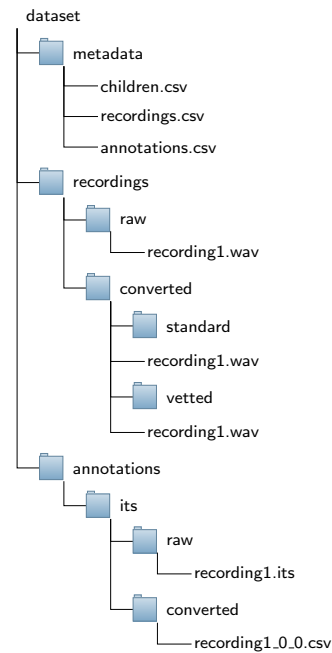 dataset
metadata
children.csv
recordings.csv
annotations.csv
recordings
raw
recording1.wav
converted
standard
recording1.wav
vetted
recording1.wav
annotations
its
raw
recording1.its
converted
recording1_0_0.csv